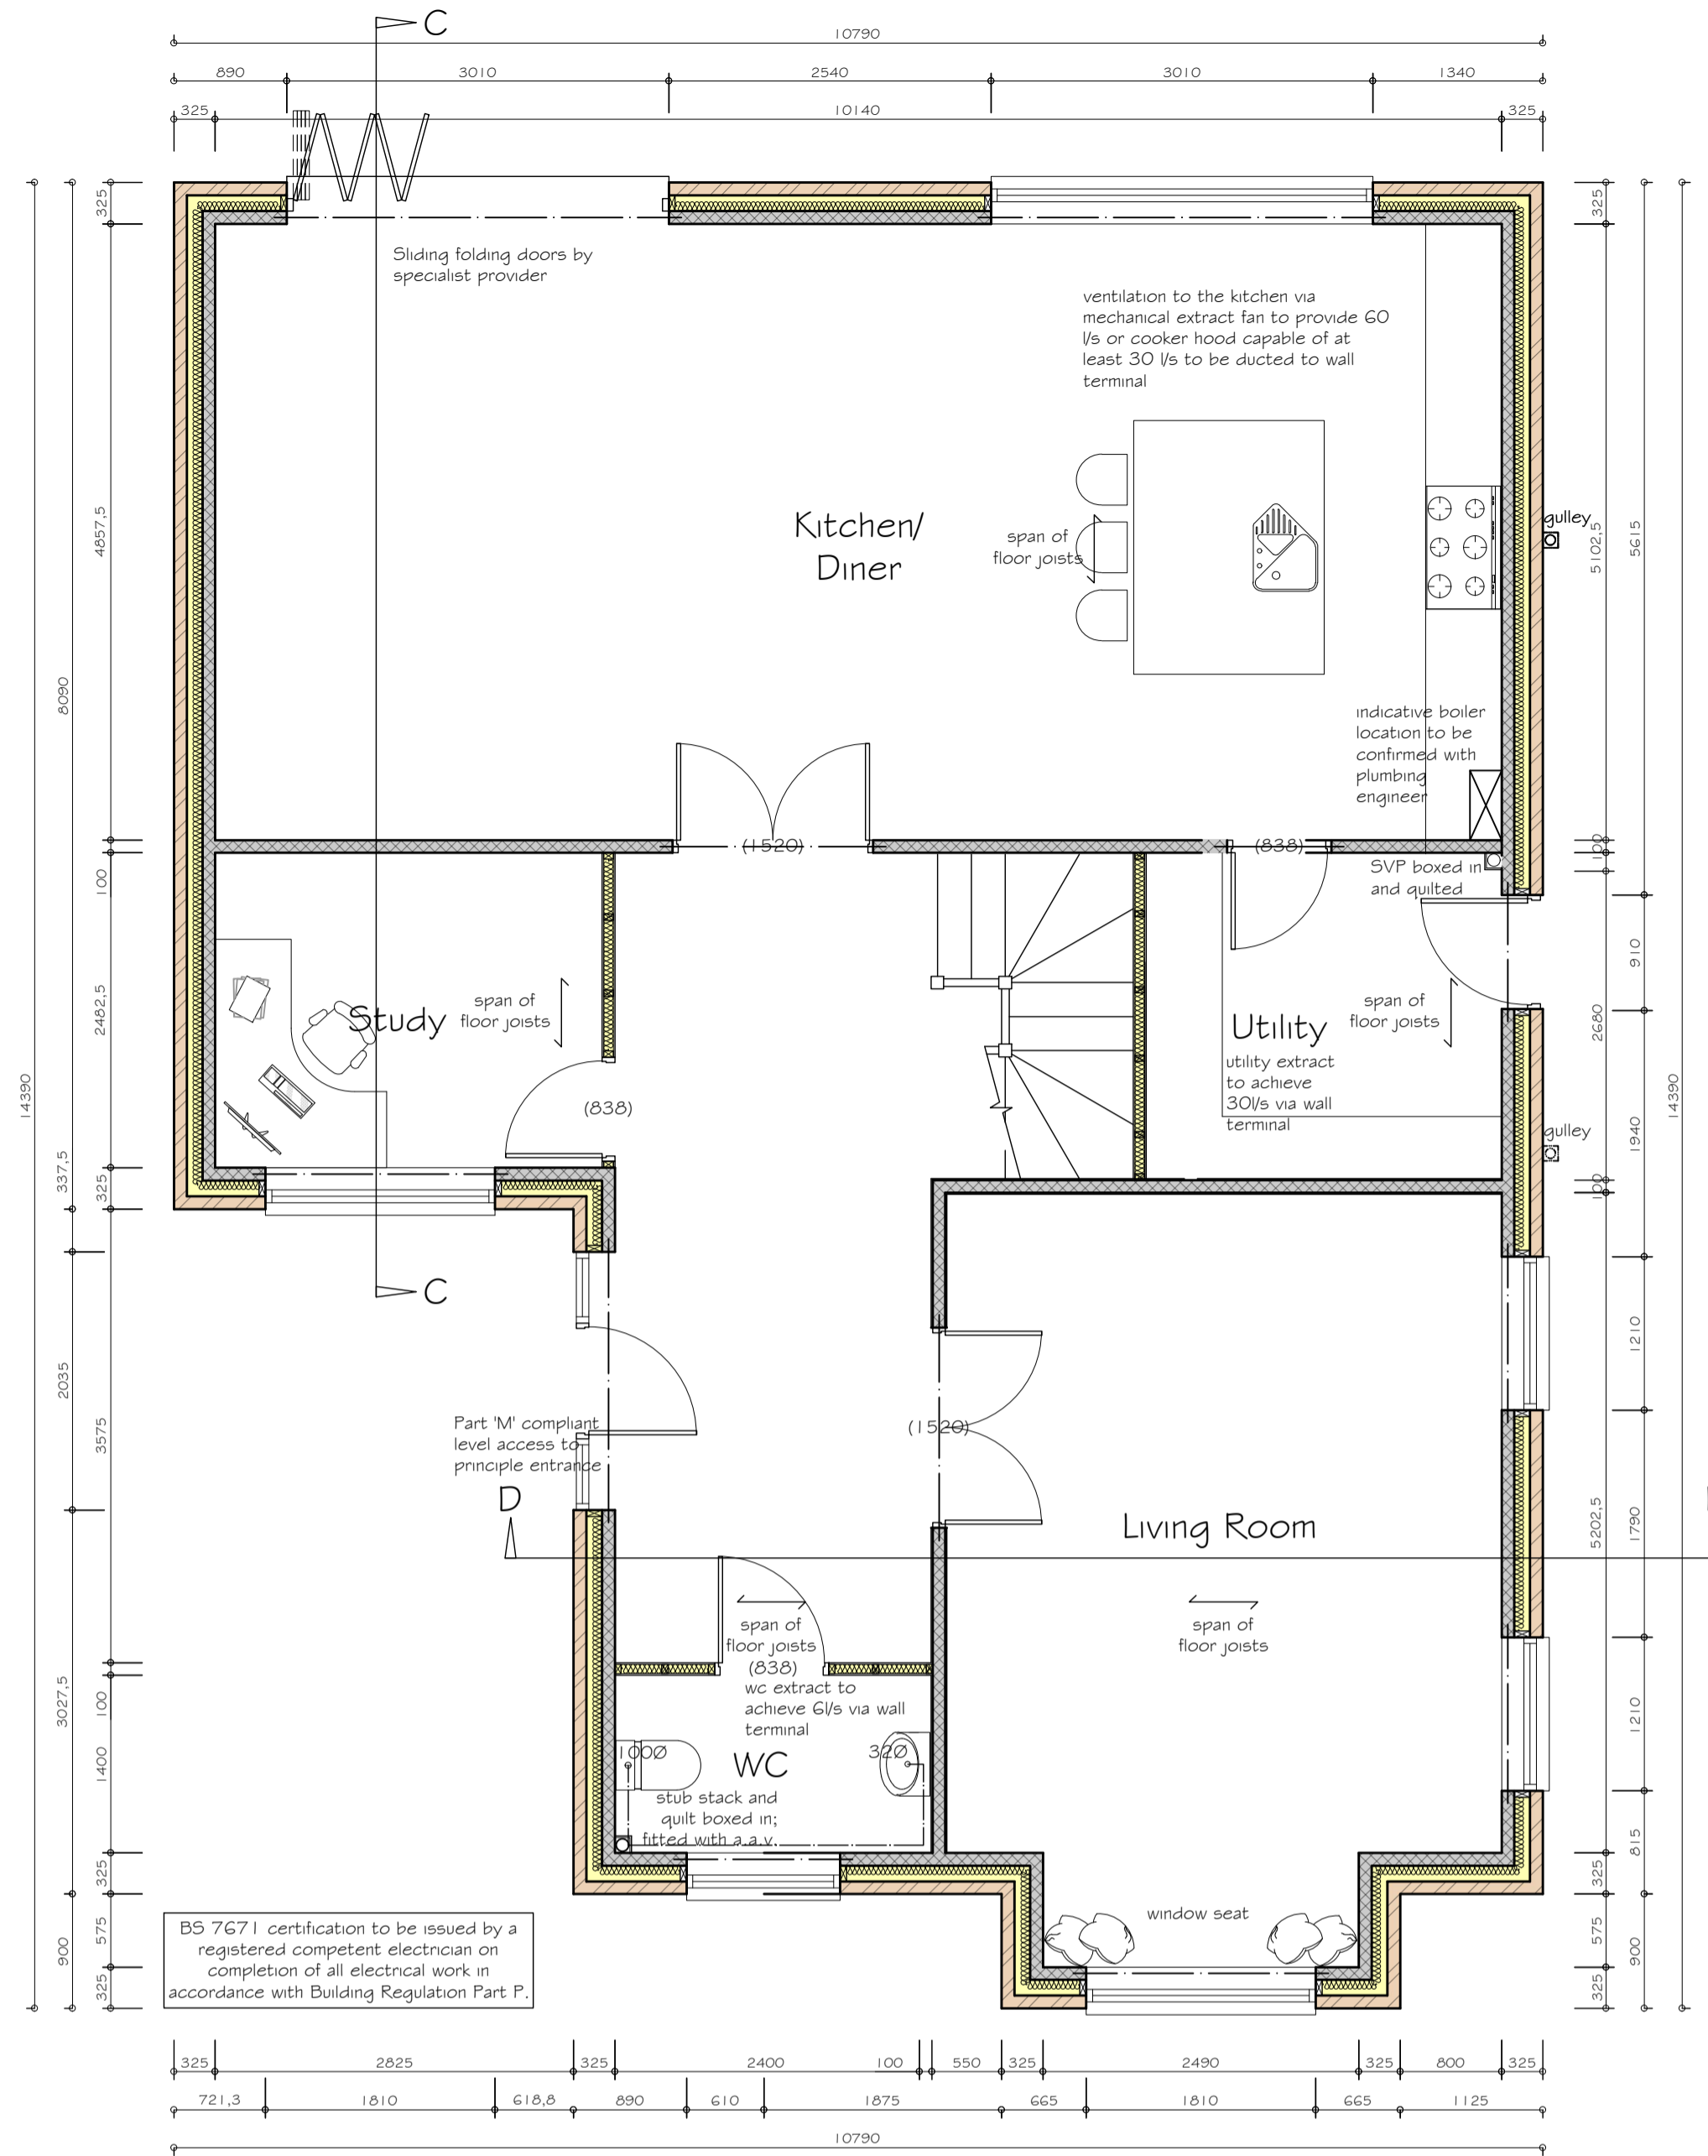 C
10790
890 3010 2540 3010 1340
325 10140 325
Sliding folding doors by
specialist provider
ventilation to the kitchen via
mechanical extract fan to provide 60
l/s or cooker hood capable of at
least 30 l/s to be ducted to wall
terminal
Kitchen/
Diner
span of
floor joists
gulley
indicative boiler
location to be
confirmed with
plumbing
engineer
(1520)
(838)
SVP boxed in
and quilted
Study
span of
floor joists
(838)
Utility
span of
floor joists
utility extract
to achieve
30l/s via wall
terminal
gulley
C
Part 'M' compliant
level access to
principle entrance
D
(1520)
Living Room
span of
floor joists
(838)
span of
floor joists
wc extract to
achieve 6l/s via wall
terminal
100Ø
32Ø
WC
stub stack and
quilt boxed in;
fitted with a.a.v.
window seat
BS 7671 certification to be issued by a
registered competent electrician on
completion of all electrical work in
accordance with Building Regulation Part P.
14390
8090
2035
3027,5
900
325
4857,5
100
2482,5
337,5
325
3575
100
1400
325
575
325
325
5102,5
100
2680
100
5202,5
325
575
325
5615
910
1940
1210
1790
1210
815
900
14390
325 2825 325 2400 100 550 325 2490 325 800 325
721,3 1810 618,8 890 610 1875 665 1810 665 1125
10790